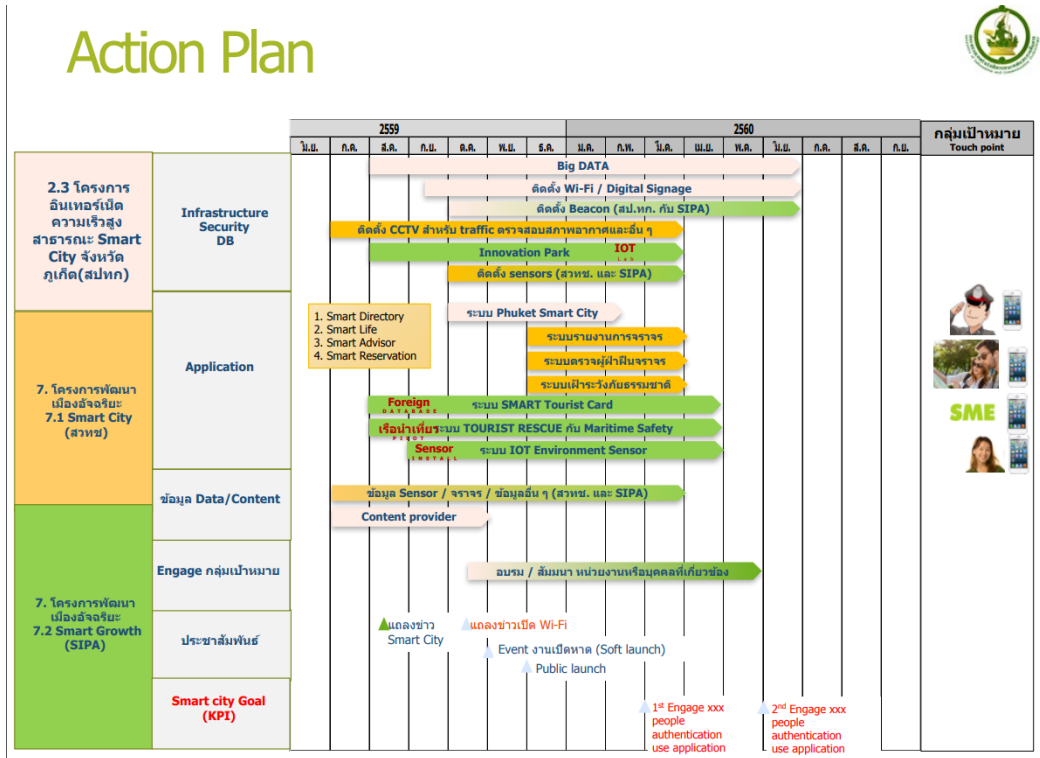 Action Plan
2559
2560
กลุ่มเป้าหมาย
Touch point
มิ.ย.
ก.ค.
ส.ค.
ก.ย.
ต.ค.
พ.ย.
ธ.ค.
ม.ค.
ก.พ.
มี.ค.
เม.ย.
พ.ค.
มิ.ย.
ก.ค.
ส.ค.
ก.ย.
2.3 โครงการ
อินเทอร์เน็ต
ความเร็วสูง
สาธารณะ Smart
City จังหวัด
ภูเก็ต(สปทก)
Infrastructure
Security
DB
Big DATA
ติดตั้ง Wi-Fi / Digital Signage
ติดตั้ง Beacon (สป.ทก. กับ SIPA)
ติดตั้ง CCTV สำหรับ traffic ตรวจสอบสภาพอากาศและอื่น ๆ
Innovation Park
IOT
Lab
ติดตั้ง sensors (สวทช. และ SIPA)
7. โครงการพัฒนา
เมืองอัจฉริยะ
7.1 Smart City
(สวทช)
Application
1. Smart Directory
2. Smart Life
3. Smart Advisor
4. Smart Reservation
ระบบ Phuket Smart City
ระบบรายงานการจราจร
ระบบตรวจผู้ฝ่าฝืนจราจร
ระบบเฝ้าระวังภัยธรรมชาติ
Foreign
DATABASE
ระบบ SMART Tourist Card
เรือนำเที่ยว
PILOT
ระบบ TOURIST RESCUE กับ Maritime Safety
Sensor
INSTALL
ระบบ IOT Environment Sensor
SME
ข้อมูล Data/Content
ข้อมูล Sensor / จราจร / ข้อมูลอื่น ๆ (สวทช. และ SIPA)
Content provider
7. โครงการพัฒนา
เมืองอัจฉริยะ
7.2 Smart Growth
(SIPA)
Engage กลุ่มเป้าหมาย
อบรม / สัมมนา หน่วยงานหรือบุคคลที่เกี่ยวข้อง
ประชาสัมพันธ์
แถลงข่าว
Smart City
แถลงข่าวเปิด Wi-Fi
Event งานเปิดหาด (Soft launch)
Public launch
Smart city Goal
(KPI)
1st Engage xxx
people
authentication
use application
2nd Engage xxx
people
authentication
use application